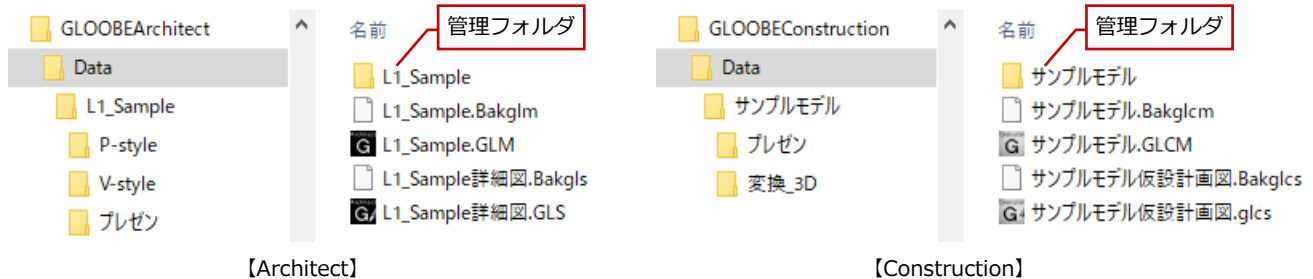 GLOOBEArchitect
Data
L1_Sample
P-style
V-style
プレゼン
名前
管理フォルダ
L1_Sample
L1_Sample.Bakglm
L1_Sample.GLM
L1_Sample詳細図.Bakgls
L1_Sample詳細図.GLS
【Architect】
GLOOBEConstruction
Data
サンプルモデル
プレゼン
変換_3D
名前
管理フォルダ
サンプルモデル
サンプルモデル.Bakglcm
サンプルモデル.GLCM
サンプルモデル仮設計画図.Bakglcs
サンプルモデル仮設計画図.glcs
【Construction】